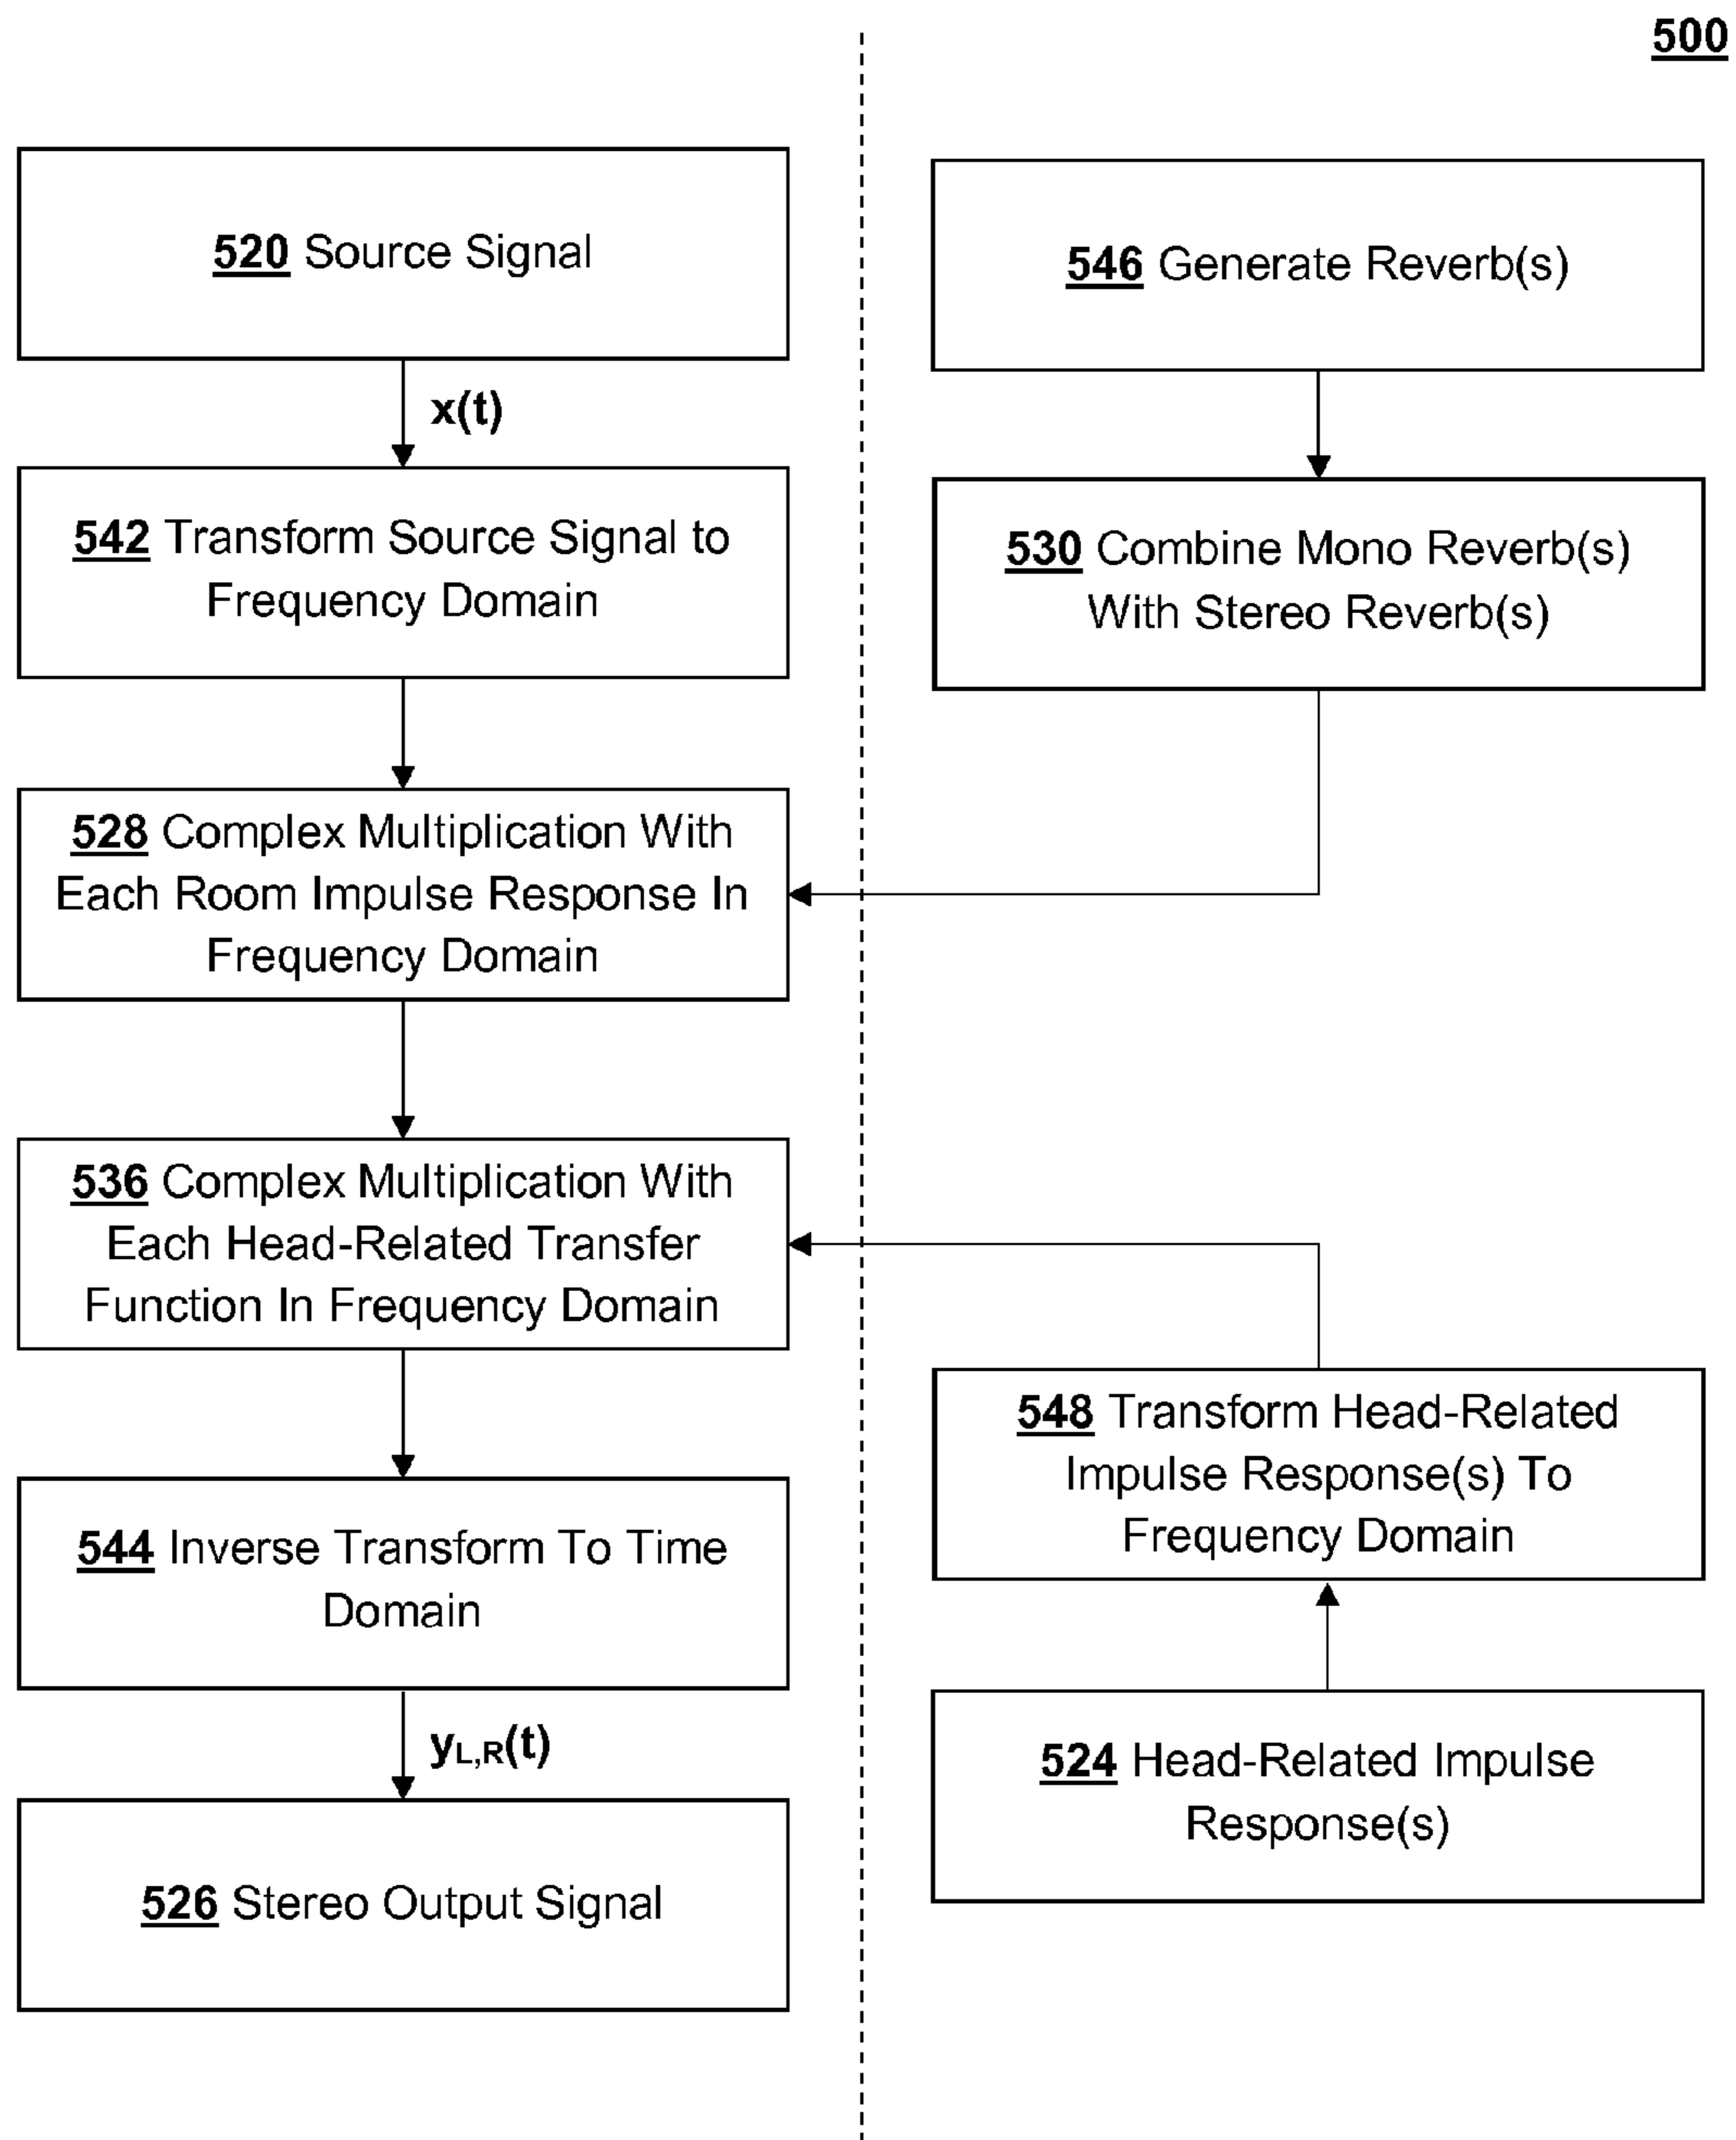 500
520 Source Signal
x(t)
542 Transform Source Signal to
Frequency Domain
528 Complex Multiplication With
Each Room Impulse Response In
Frequency Domain
536 Complex Multiplication With
Each Head-Related Transfer
Function In Frequency Domain
544 Inverse Transform To Time
Domain
yL,R(t)
526 Stereo Output Signal
546 Generate Reverb(s)
530 Combine Mono Reverb(s)
With Stereo Reverb(s)
548 Transform Head-Related
Impulse Response(s) To
Frequency Domain
524 Head-Related Impulse
Response(s)